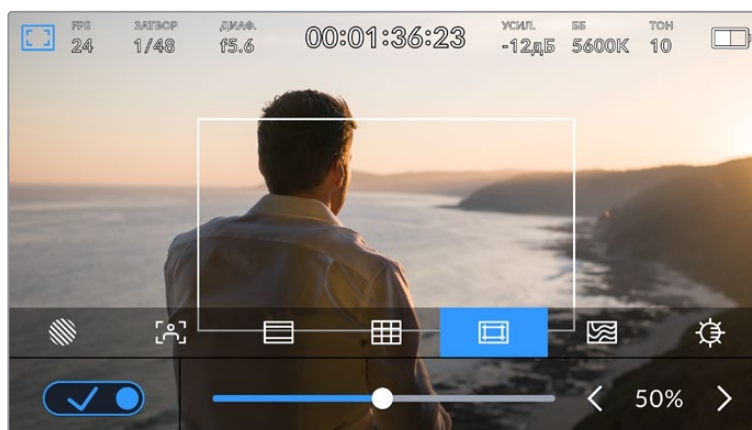 FPS ЗАТВОР ДИАФ. 00:01:36:23 УСИЛ. ББ ТОН
24 1/48 f5.6 -12дБ 5600K 10
50%